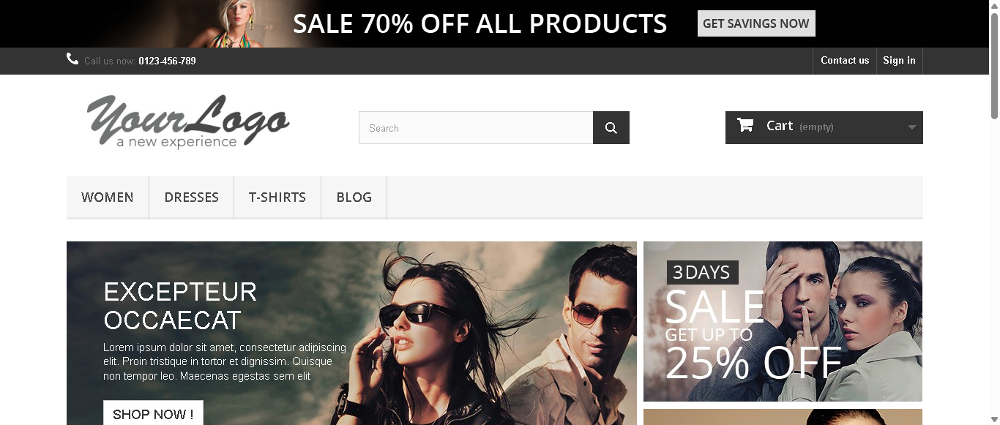 SALE 70% OFF ALL PRODUCTS
GET SAVINGS NOW
Call us now: 0123-456-789
Contact us
Sign in
YourLogo
a new experience
Search
Cart (empty)
WOMEN
DRESSES
T-SHIRTS
BLOG
EXCEPTEUR
OCCAECAT
Lorem ipsum dolor sit amet, consectetur adipiscing
elit. Proin tristique in tortor et dignissim. Quisque
non tempor leo. Maecenas egestas sem elit
SHOP NOW !
3 DAYS
SALE
GET UP TO
25% OFF